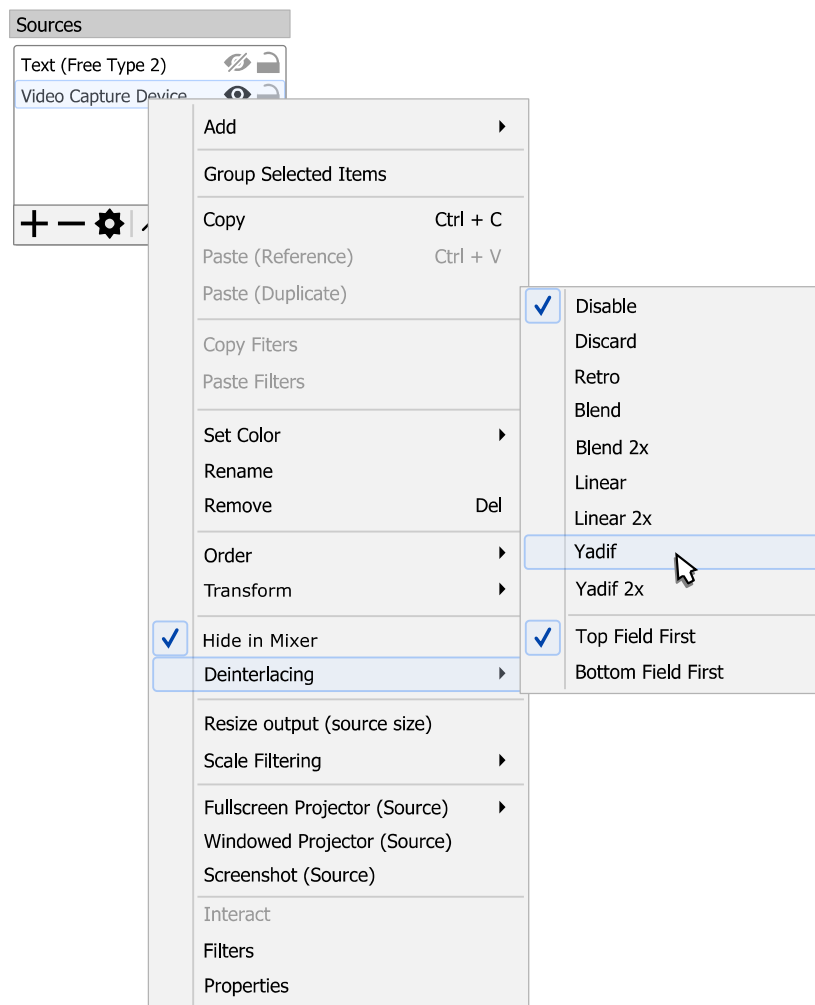 Sources
Text (Free Type 2)
Video Capture Device
Add
Group Selected Items
Copy Ctrl + C
Paste (Reference) Ctrl + V
Paste (Duplicate)
Copy Fiters
Paste Filters
Set Color
Rename
Remove Del
Order
Transform
Hide in Mixer
Deinterlacing
Resize output (source size)
Scale Filtering
Fullscreen Projector (Source)
Windowed Projector (Source)
Screenshot (Source)
Interact
Filters
Properties
Disable
Discard
Retro
Blend
Blend 2x
Linear
Linear 2x
Yadif
Yadif 2x
Top Field First
Bottom Field First